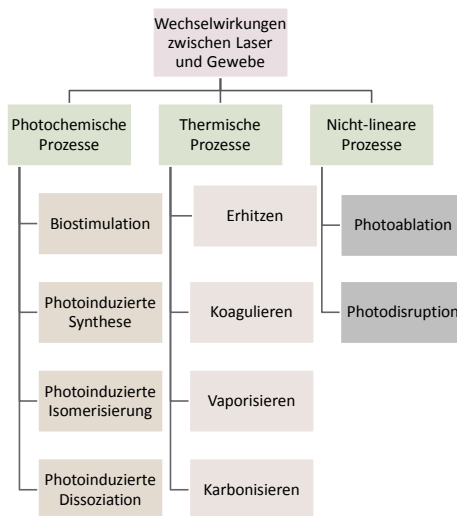 Wechselwirkungen
zwischen Laser
und Gewebe
Photochemische
Prozesse
Thermische
Prozesse
Nicht-lineare
Prozesse
Biostimulation
Photoinduzierte
Synthese
Photoinduzierte
Isomerisierung
Photoinduzierte
Dissoziation
Erhitzen
Koagulieren
Vaporisieren
Karbonisieren
Photoablation
Photodisruption